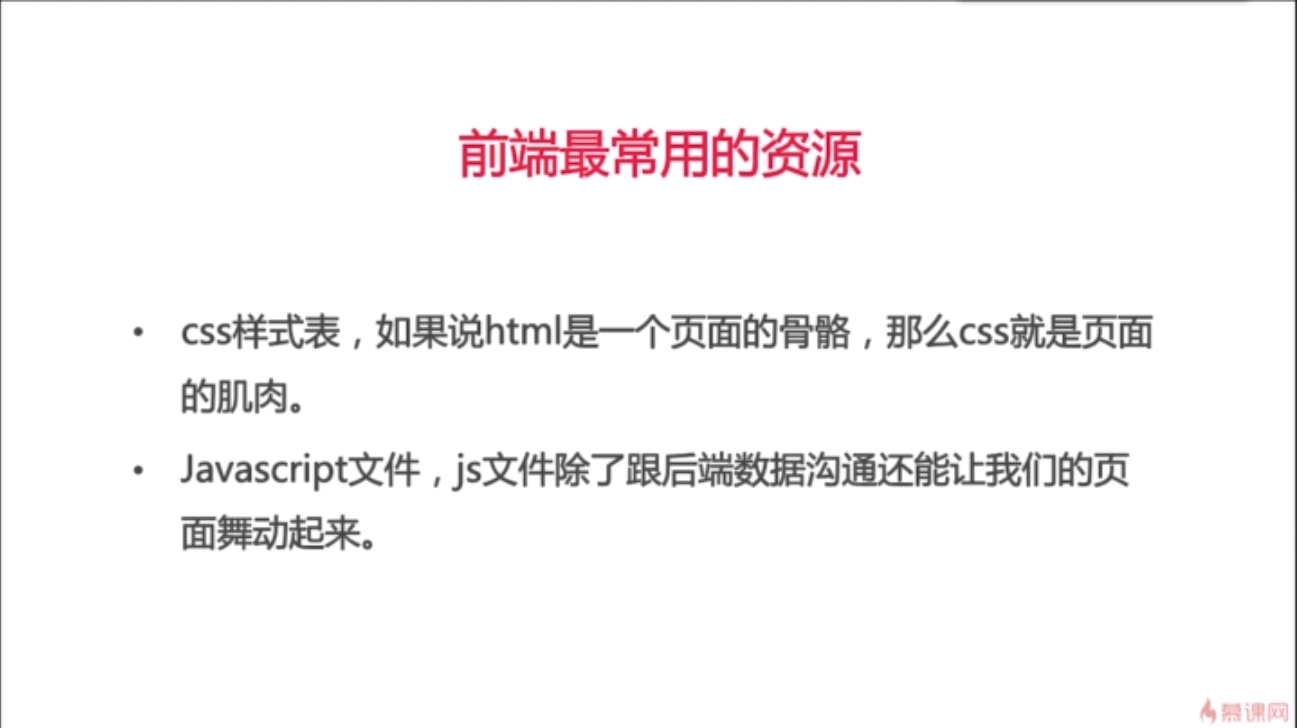 前端最常用的资源
• css样式表，如果说html是一个页面的骨骼，那么css就是页面
的肌肉。
• Javascript文件，js文件除了跟后端数据沟通还能让我们的页
面舞动起来。
慕课网